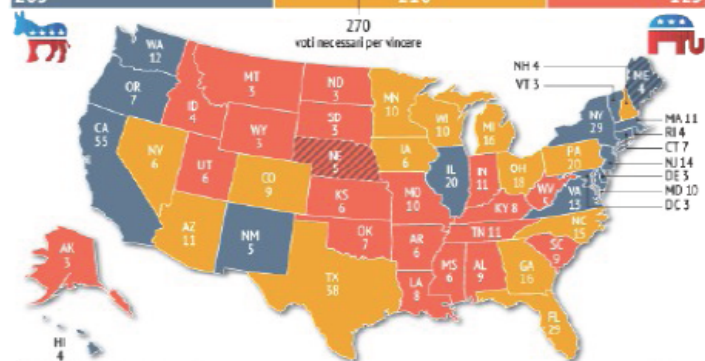 270
voti necessari per vincere
WA
12
OR
7
CA
55
NV
6
ID
4
MT
3
WY
3
UT
6
AZ
11
CO
9
NM
5
ND
3
SD
3
NE
5
KS
6
OK
7
TX
38
MN
10
IA
6
MO
10
AR
6
LA
8
WI
10
IL
20
MI
16
IN
11
OH
18
KY 8
TN 11
MS
6
AL
9
GA
16
FL
29
SC
9
NC
15
VA
13
WV
5
PA
20
NY
29
ME
4
NH 4
VT 3
MA 11
RI 4
CT 7
NJ 14
DE 3
MD 10
DC 3
AK
3
HI
4